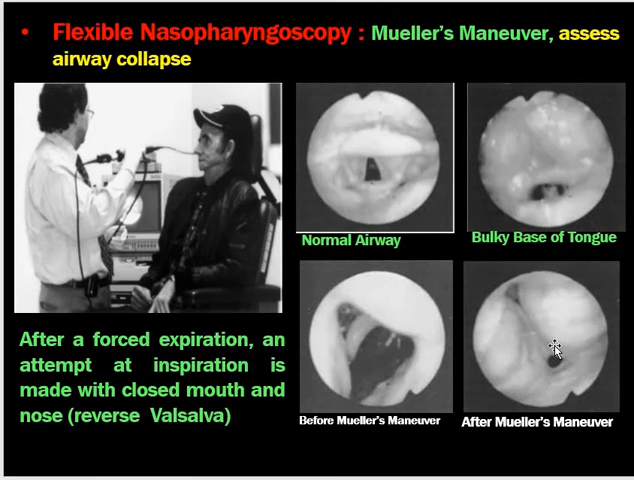 • Flexible Nasopharyngoscopy : Mueller's Maneuver, assess
airway collapse
Normal Airway
Bulky Base of Tongue
After a forced expiration, an
attempt at inspiration is
made with closed mouth and
nose (reverse Valsalva)
Before Mueller's Maneuver
After Mueller's Maneuver